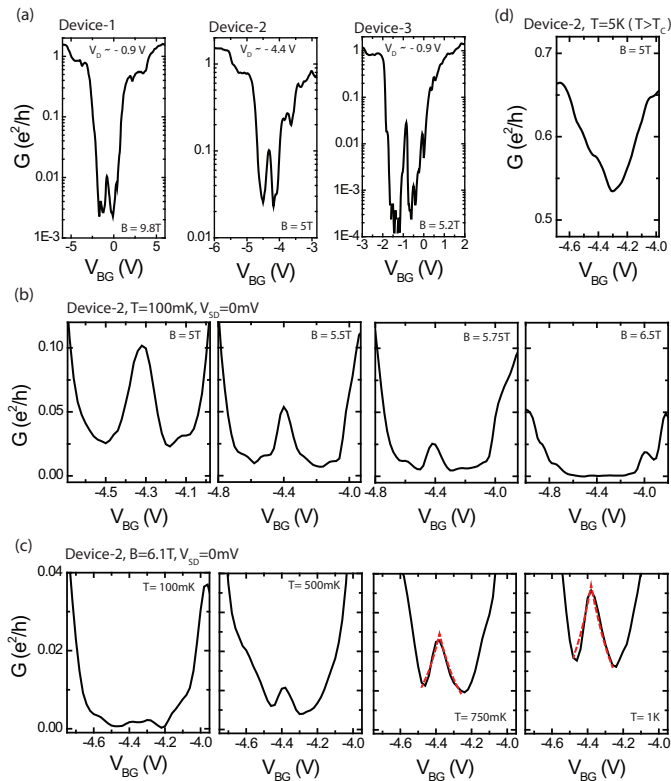 (a)
Device-1
Device-2
Device-3
G (e²/h)
1
0.1
0.01
1E-3
V_D ~ - 0.9 V
B = 9.8T
-5
0
5
V_BG (V)
1
0.1
0.01
V_D ~ - 4.4 V
B = 5T
-6
-5
-4
-3
V_BG (V)
1
0.1
0.01
1E-3
1E-4
V_D ~ - 0.9 V
B = 5.2T
-3
-2
-1
0
1
2
V_BG (V)
(d)
Device-2, T=5K (T>T_C)
B = 5T
G (e²/h)
0.7
0.6
0.5
-4.6
-4.4
-4.2
-4.0
V_BG (V)
(b)
Device-2, T=100mK, V_SD=0mV
G (e²/h)
0.10
0.05
0.00
B = 5T
-4.5
-4.3
-4.1
V_BG (V)
B = 5.5T
-4.8
-4.4
-4.0
V_BG (V)
B = 5.75T
-4.8
-4.4
-4.0
V_BG (V)
B = 6.5T
-4.8
-4.4
-4.0
V_BG (V)
(c)
Device-2, B=6.1T, V_SD=0mV
G (e²/h)
0.04
0.02
0.00
T= 100mK
-4.6
-4.4
-4.2
-4.0
V_BG (V)
T= 500mK
-4.6
-4.4
-4.2
-4.0
V_BG (V)
T= 750mK
-4.6
-4.4
-4.2
-4.0
V_BG (V)
T= 1K
-4.6
-4.4
-4.2
-4.0
V_BG (V)